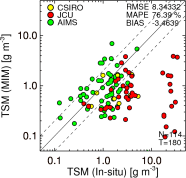 CSIRO
JCU
AIMS
RMSE 8.34332
MAPE 76.39 %
BIAS -3.4639
TSM (MIM) [g m⁻³]
10.0
1.0
0.1
N=114
T=180
0.1 1.0 10.0
TSM (In-situ) [g m⁻³]